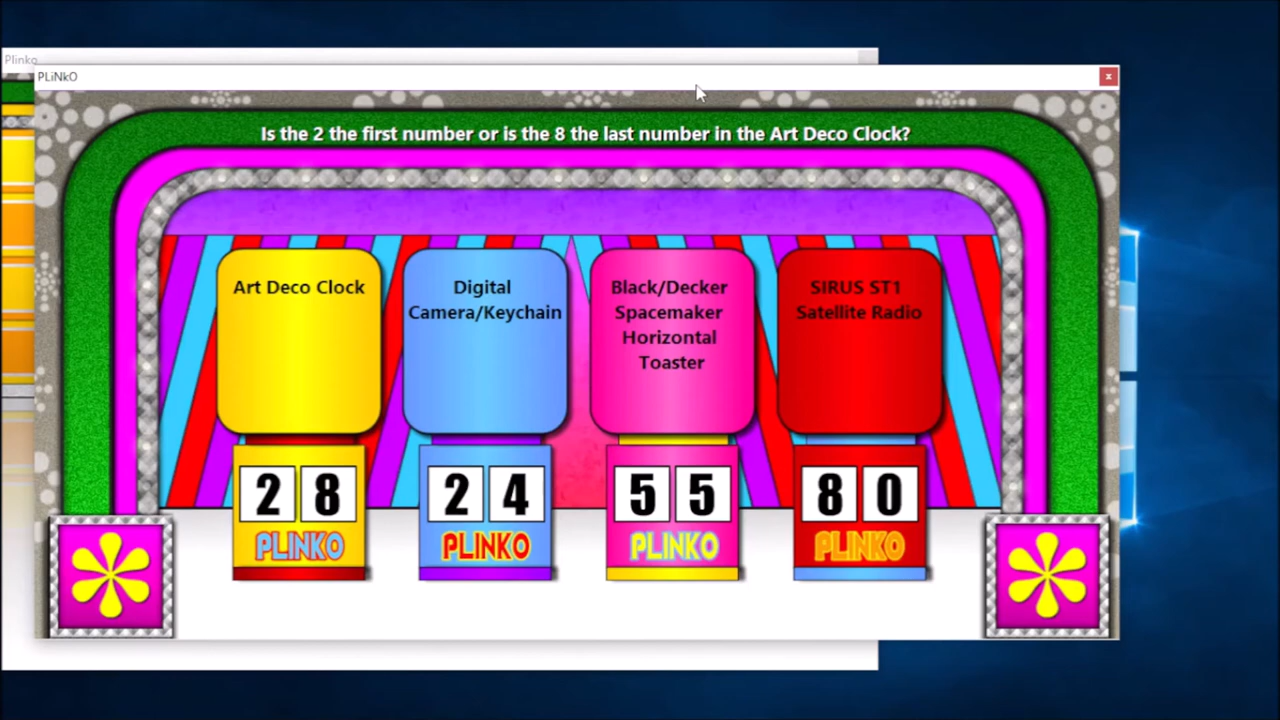 Plinko
PLiNkO
x
Is the 2 the first number or is the 8 the last number in the Art Deco Clock?
Art Deco Clock
Digital
Camera/Keychain
Black/Decker
Spacemaker
Horizontal
Toaster
SIRUS ST1
Satellite Radio
2 8
PLINKO
2 4
PLINKO
5 5
PLINKO
8 0
PLINKO